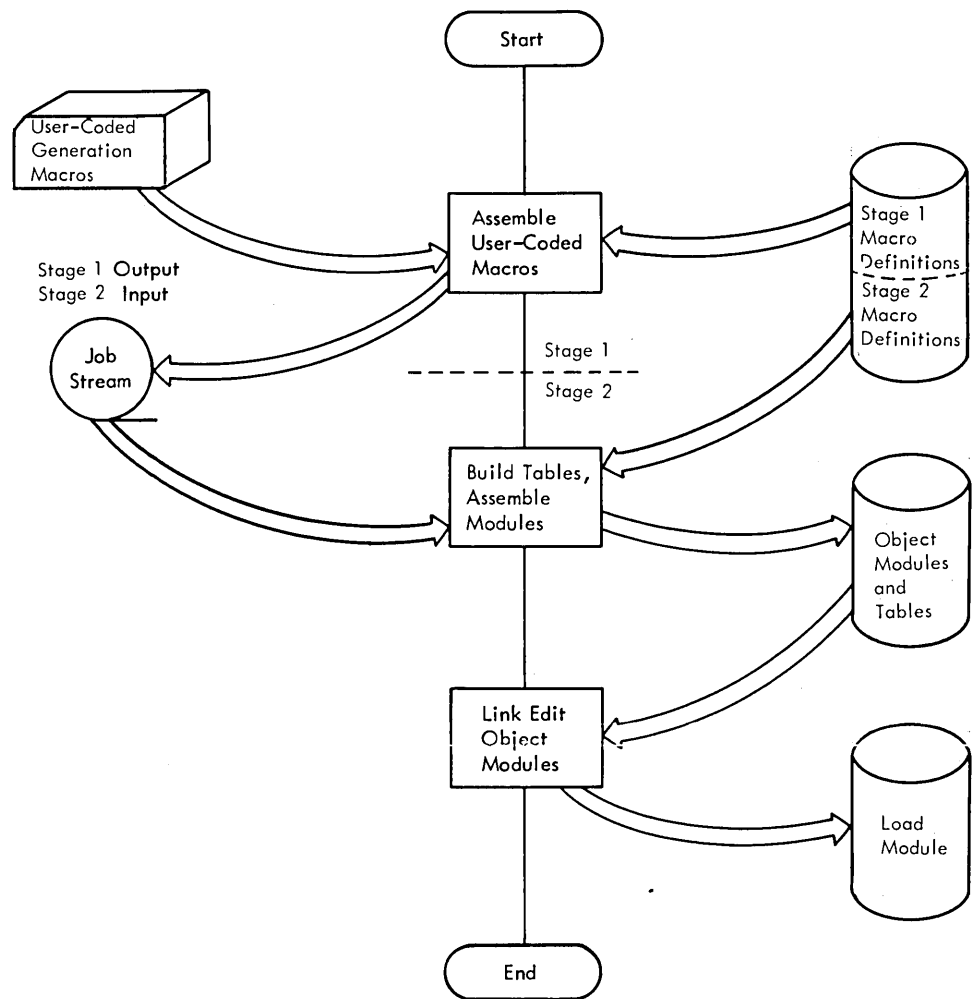 Start
User-Coded
Generation
Macros
Assemble
User-Coded
Macros
Stage 1
Macro
Definitions
Stage 2
Macro
Definitions
Stage 1 Output
Stage 2 Input
Job
Stream
Stage 1
Stage 2
Build Tables,
Assemble
Modules
Object
Modules
and
Tables
Link Edit
Object
Modules
Load
Module
End